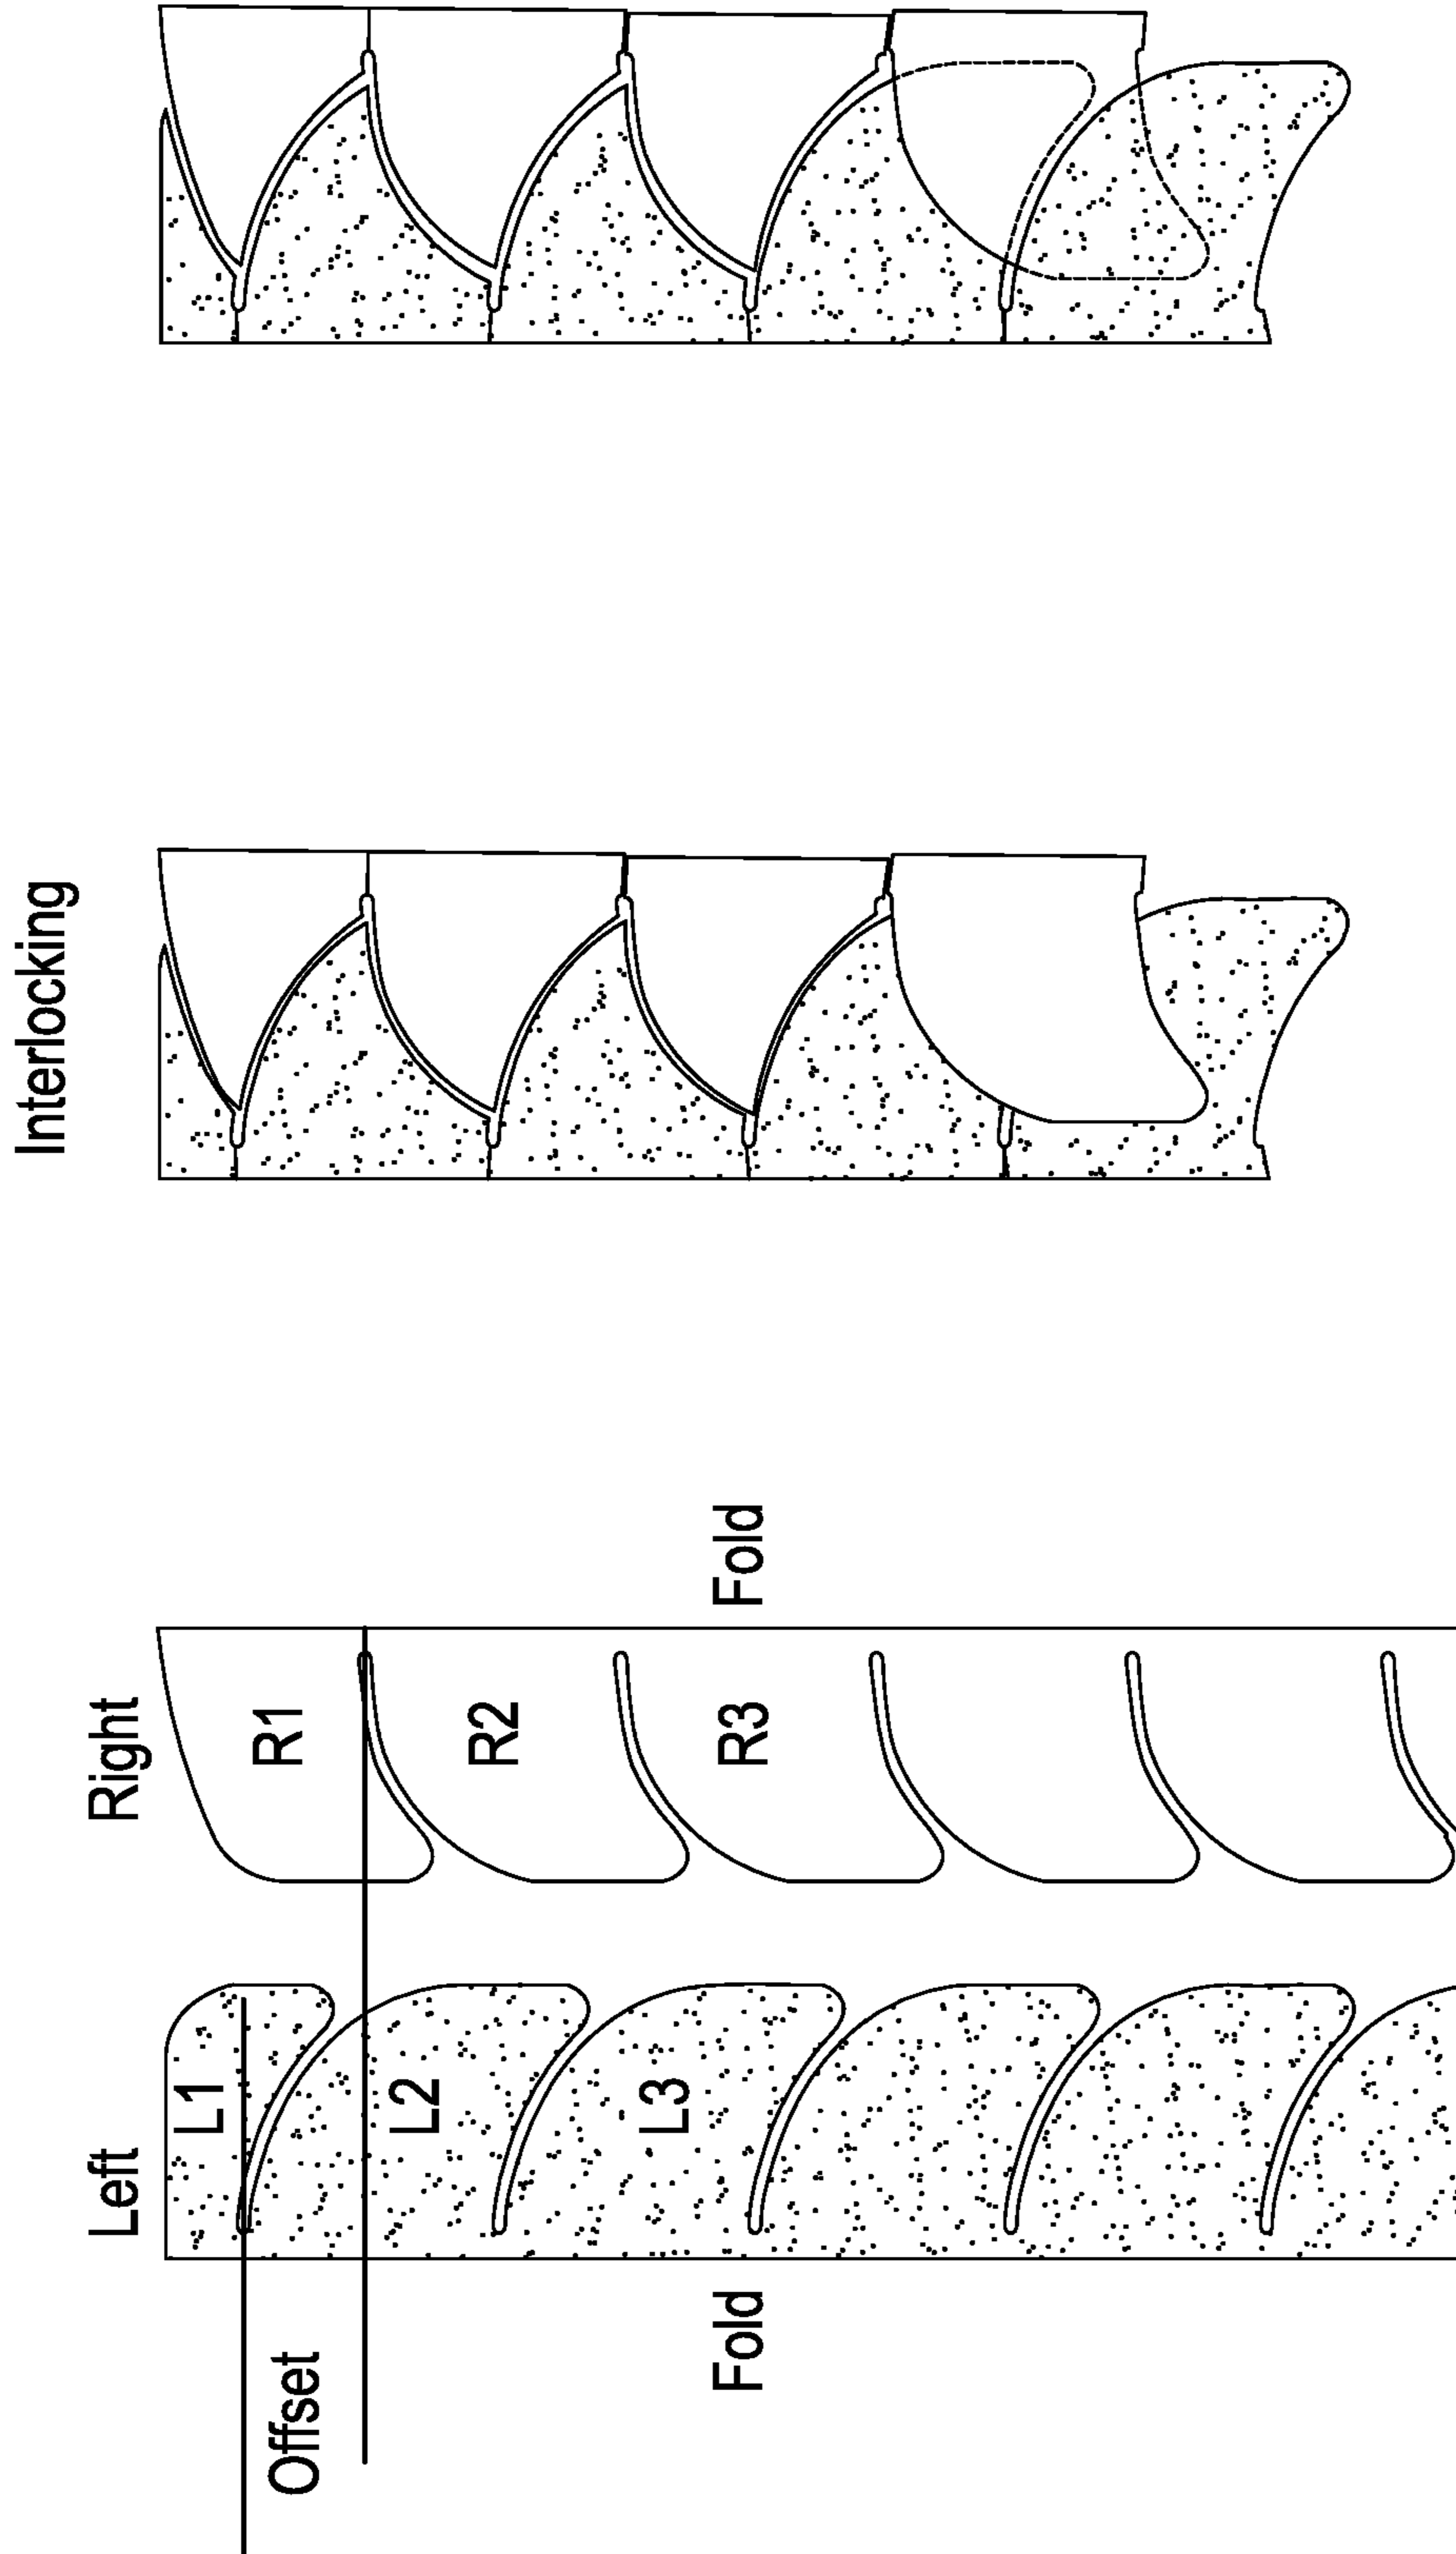 Interlocking
Left
Right
L1
R1
Offset
L2
R2
L3
R3
Fold
Fold